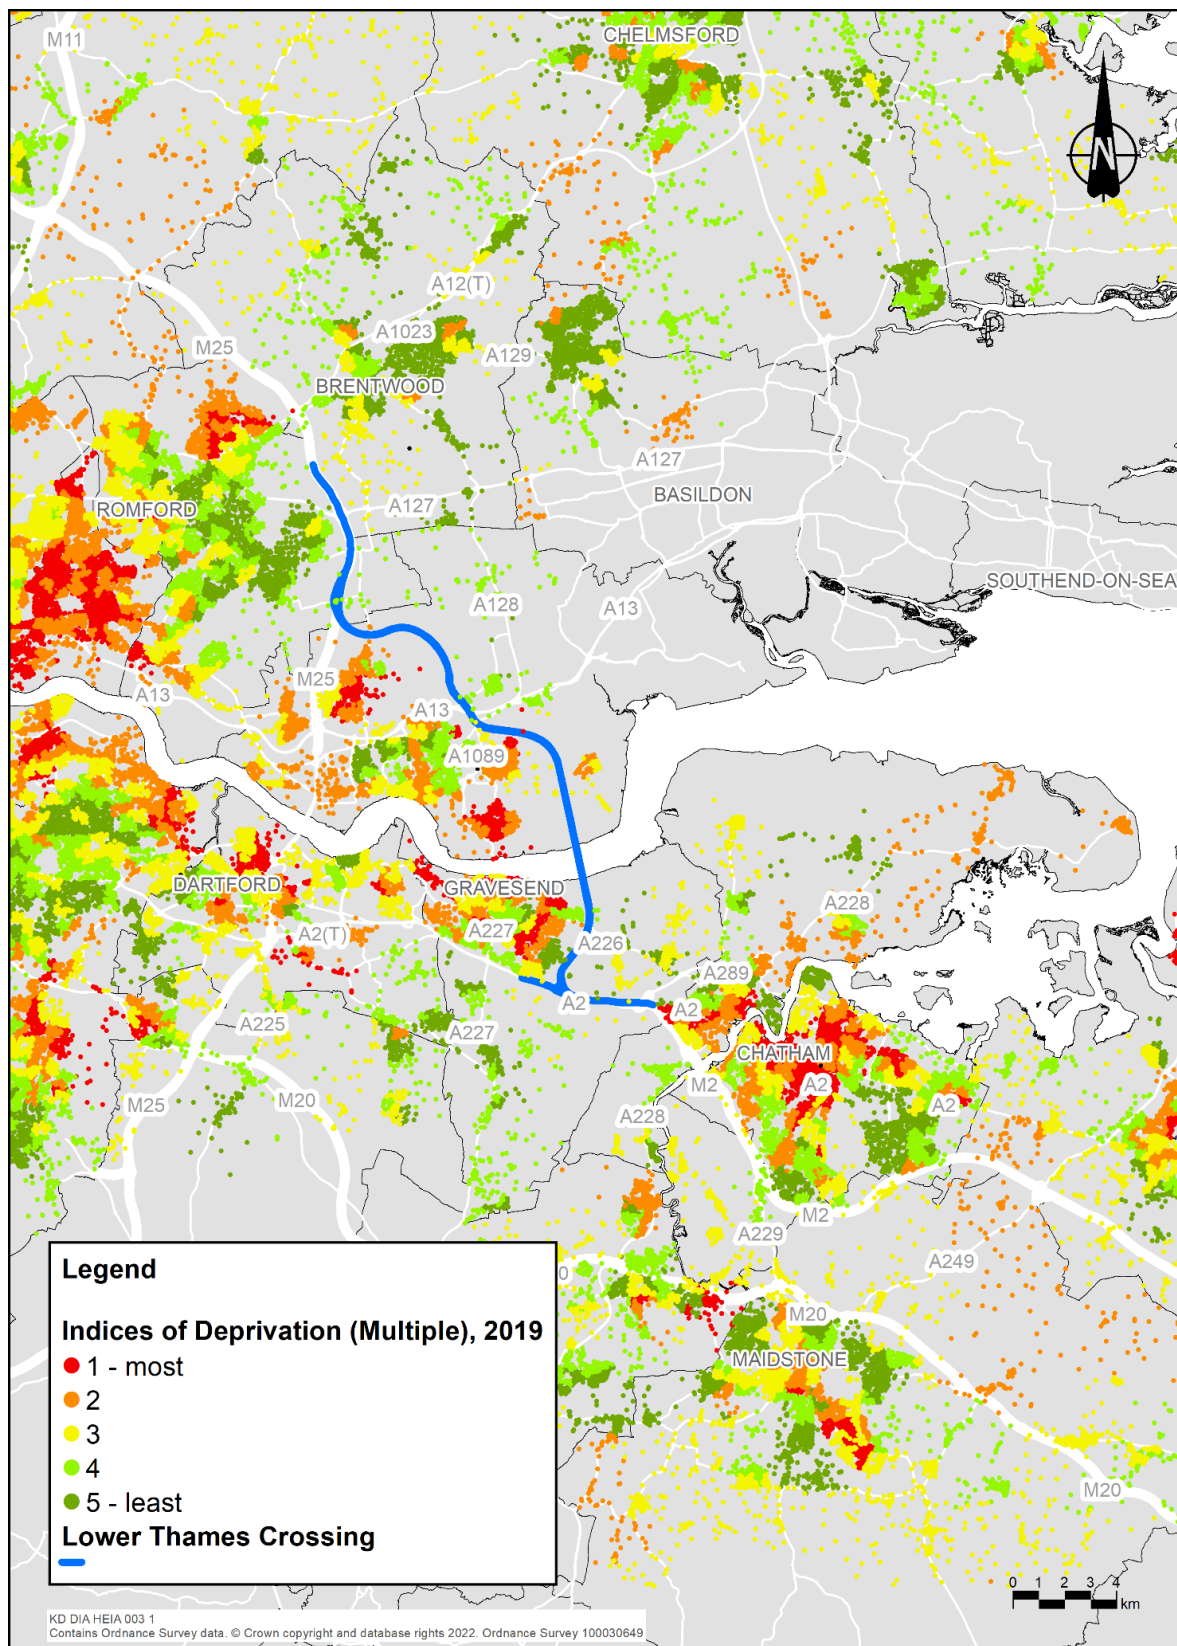 M11
CHELMSFORD
N
A12(T)
A1023
M25
A129
BRENTWOOD
A127
BASILDON
ROMFORD
A127
SOUTHEND-ON-SEA
A128
A13
M25
A13
A13
A1089
DARTFORD
GRAVESEND
A228
A227
A2(T)
A226
A289
A2
A2
A225
A227
CHATHAM
M2
A2
A2
M25
M20
A228
M2
A229
A249
0
M20
MAIDSTONE
M20
Legend
Indices of Deprivation (Multiple), 2019
1 - most
2
3
4
5 - least
Lower Thames Crossing
0 1 2 3 4
km
KD DIA HEIA 003 1
Contains Ordnance Survey data. © Crown copyright and database rights 2022. Ordnance Survey 100030649